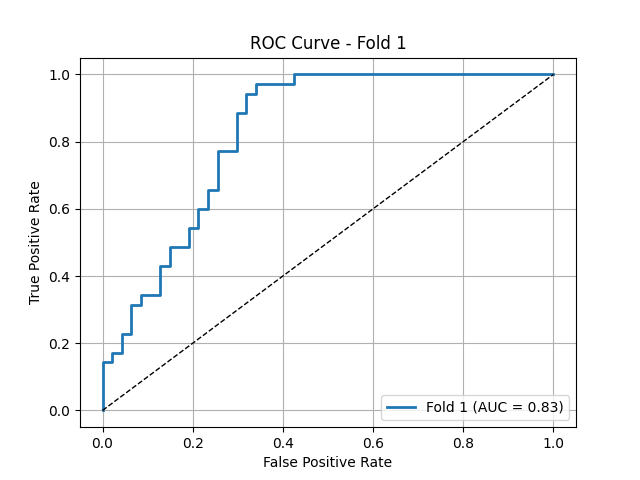 ROC Curve - Fold 1
True Positive Rate
1.0
0.8
0.6
0.4
0.2
0.0
Fold 1 (AUC = 0.83)
0.0 0.2 0.4 0.6 0.8 1.0
False Positive Rate